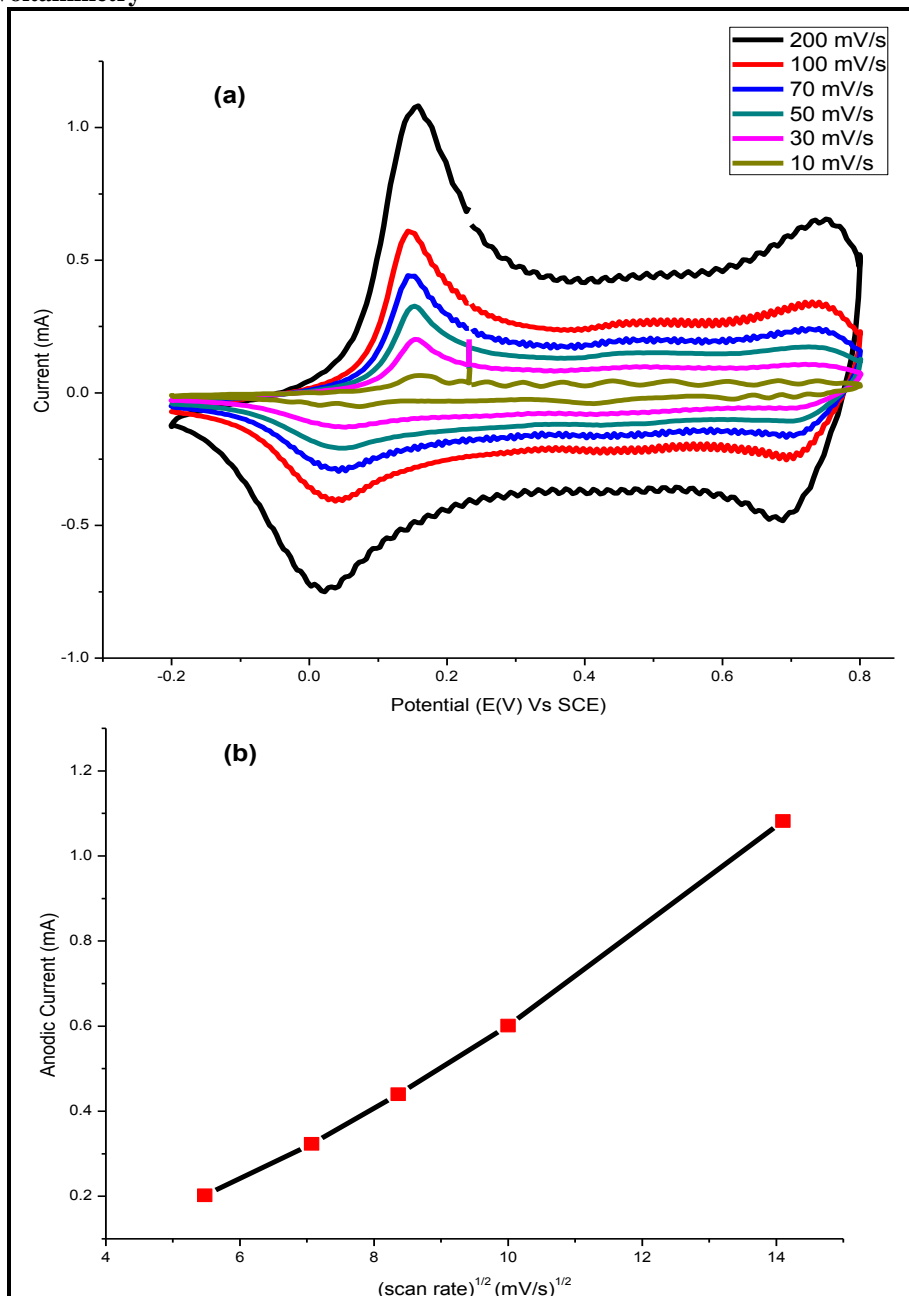 (a)
200 mV/s
100 mV/s
70 mV/s
50 mV/s
30 mV/s
10 mV/s
1.0
0.5
0.0
-0.5
-1.0
Current (mA)
-0.2 0.0 0.2 0.4 0.6 0.8
Potential (E(V) Vs SCE)
(b)
1.2
1.0
0.8
0.6
0.4
0.2
Anodic Current (mA)
4 6 8 10 12 14
(scan rate)^1/2 (mV/s)^1/2